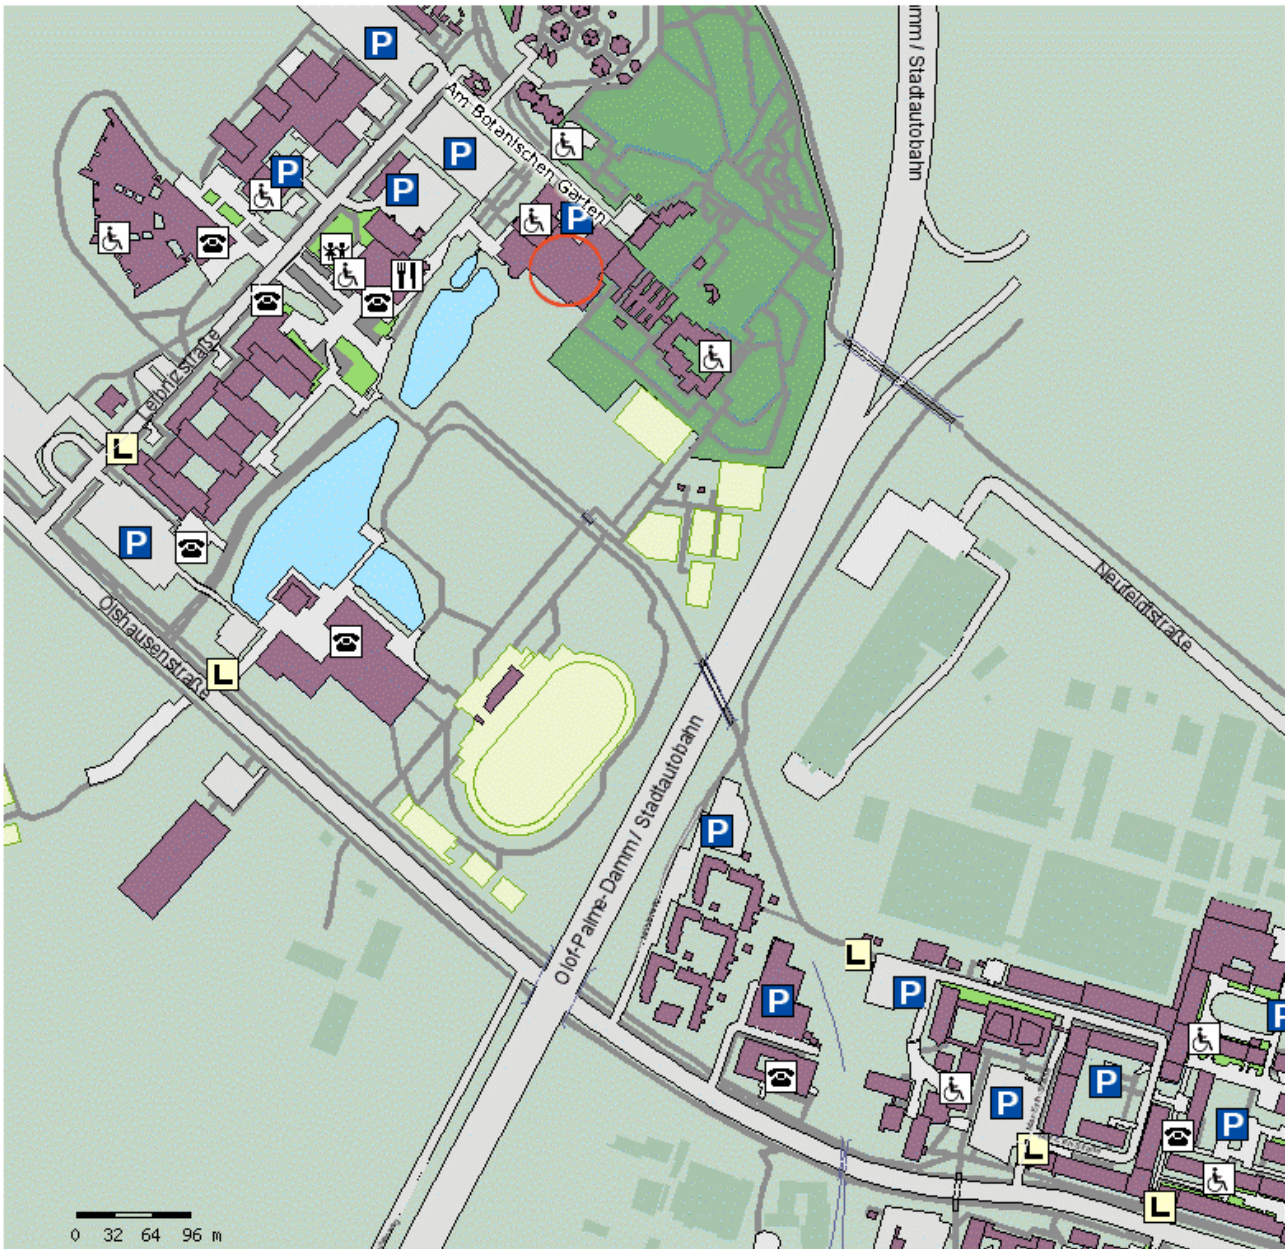 P
mm / Stadtautobahn
Am Botanischen Garten
P
P
P
P
Leibnizstraße
L
P
Olshausenstraße
L
Neufeldtstraße
Olof-Palme-Damm / Stadtautobahn
P
L
P
P
P
P
P
P
L
L
0 32 64 96 m